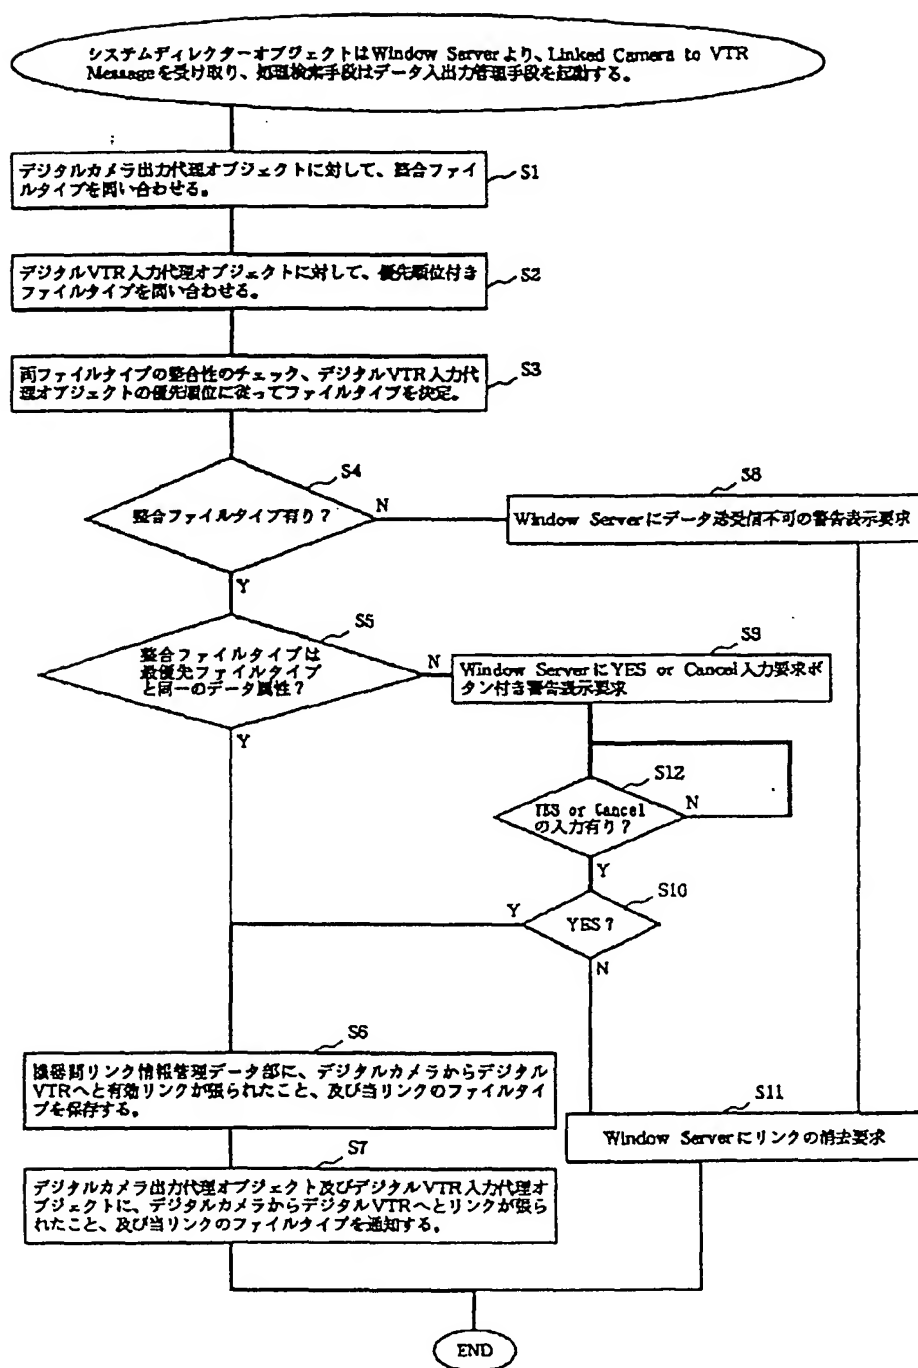 システムディレクターオブジェクトはWindow Serverより、Linked Camera to VTR
Messageを受け取り、処理検索手段はデータ入出力管理手段を起動する。
デジタルカメラ出力代理オブジェクトに対して、整合ファイ
ルタイプを問い合わせる。
S1
デジタルVTR入力代理オブジェクトに対して、優先順位付き
ファイルタイプを問い合わせる。
S2
両ファイルタイプの整合性のチェック、デジタルVTR入力代
理オブジェクトの優先順位に従ってファイルタイプを決定。
S3
S4
整合ファイルタイプ有り?
N
Y
S8
Window Serverにデータ送受信不可の警告表示要求
S5
整合ファイルタイプは
最優先ファイルタイプ
と同一のデータ属性?
N
Y
S9
Window ServerにYES or Cancel入力要求ボ
タン付き警告表示要求
S12
YES or Cancel
の入力有り?
N
Y
S10
YES?
Y
N
S6
機器間リンク情報管理データ部に、デジタルカメラからデジタル
VTRへと有効リンクが張られたこと、及び当リンクのファイルタイ
プを保存する。
S11
Window Serverにリンクの消去要求
S7
デジタルカメラ出力代理オブジェクト及びデジタルVTR入力代理オ
ブジェクトに、デジタルカメラからデジタルVTRへとリンクが張ら
れたこと、及び当リンクのファイルタイプを通知する。
END